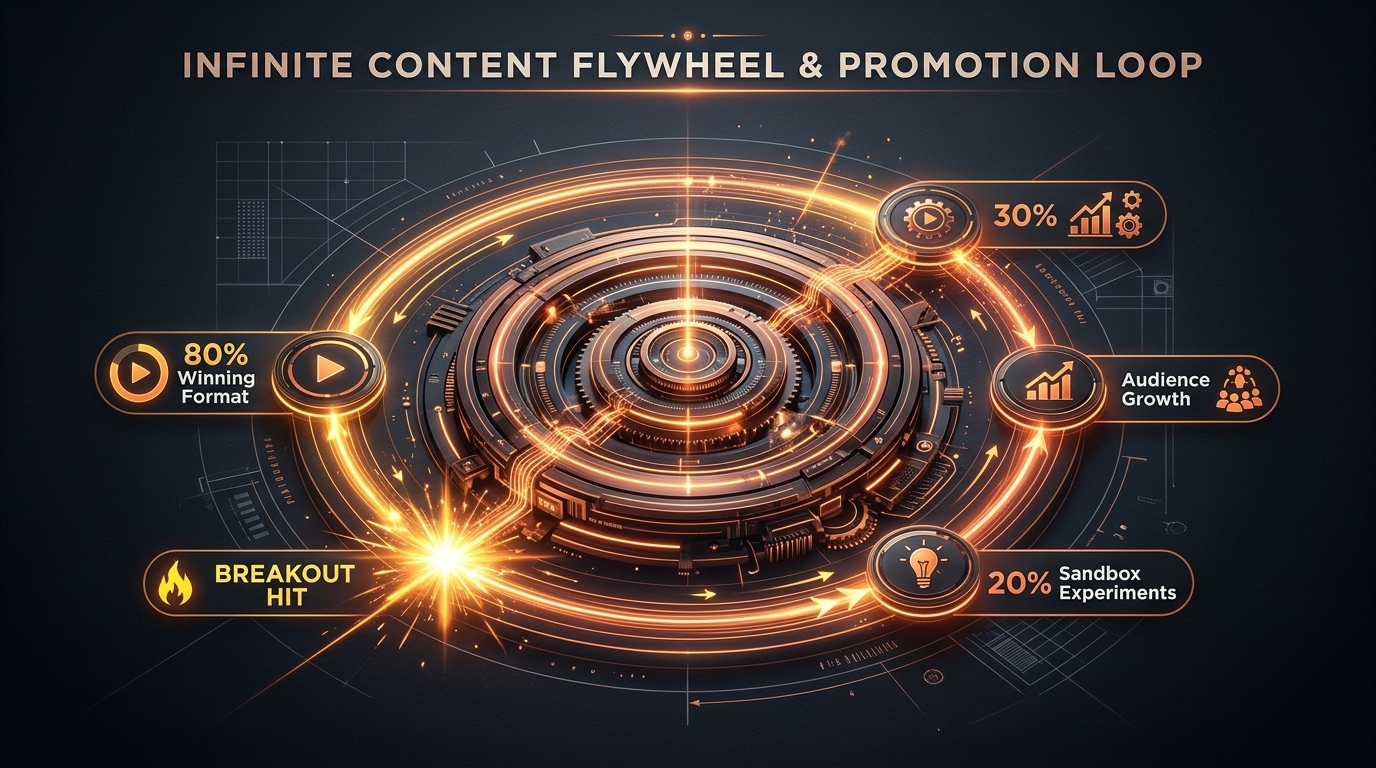 INFINITE CONTENT FLYWHEEL & PROMOTION LOOP
30%
80%
Winning
Format
Audience
Growth
BREAKOUT
HIT
20% Sandbox
Experiments